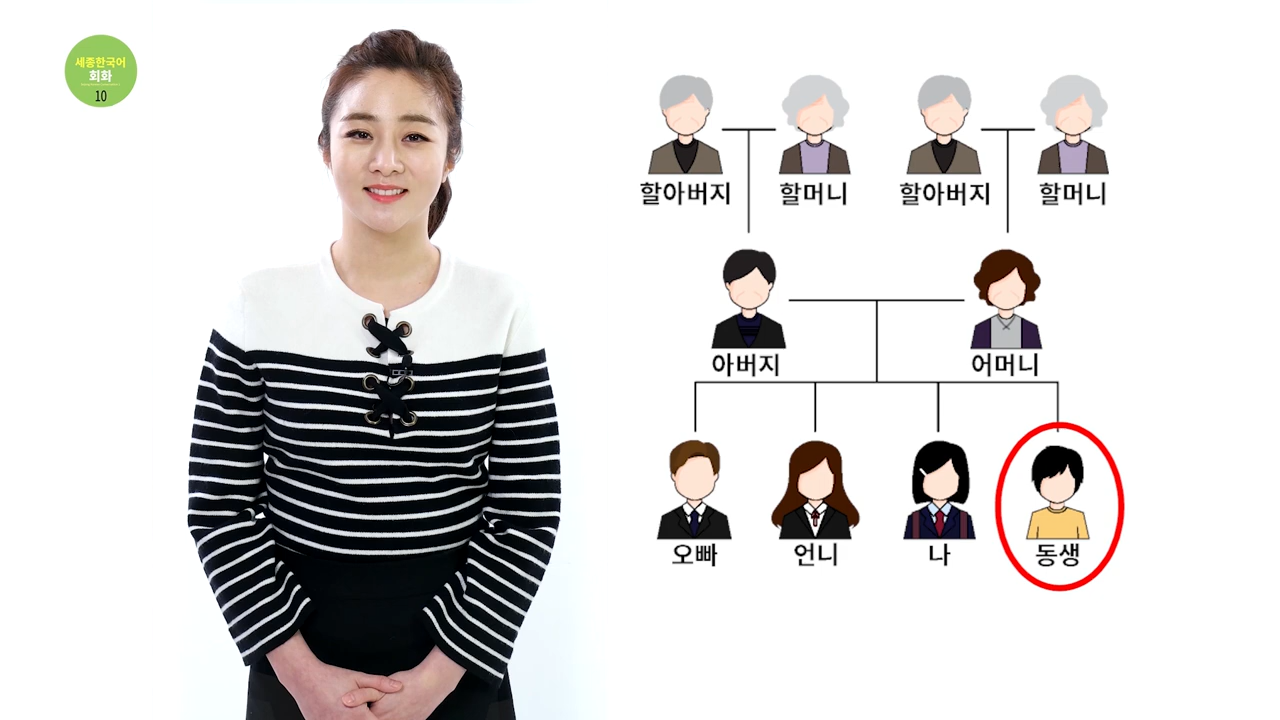 세종한국어
회화
10
할아버지 할머니 할아버지 할머니
아버지 어머니
오빠 언니 나 동생